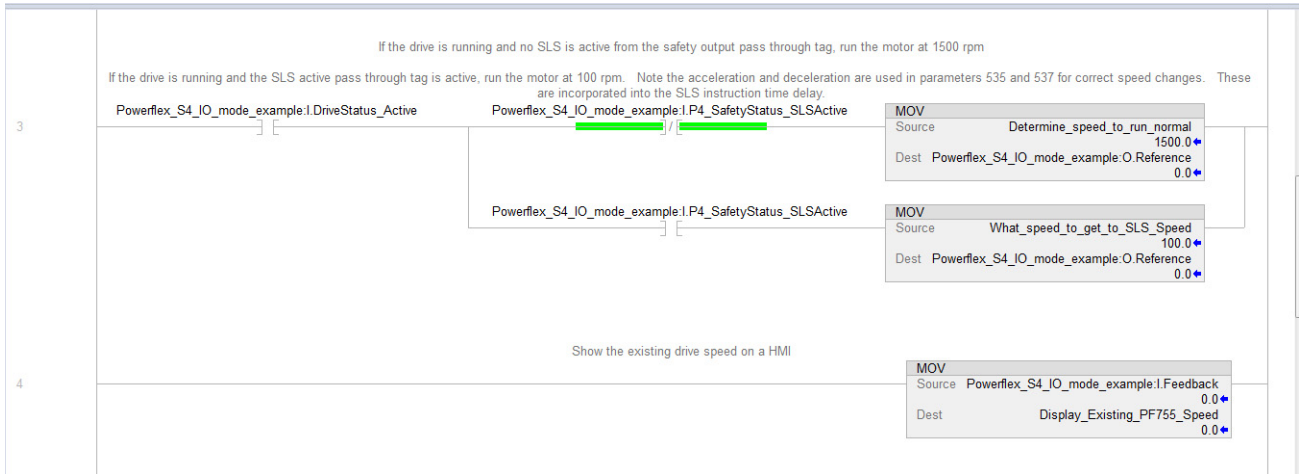 If the drive is running and no SLS is active from the safety output pass through tag, run the motor at 1500 rpm
If the drive is running and the SLS active pass through tag is active, run the motor at 100 rpm. Note the acceleration and deceleration are used in parameters 535 and 537 for correct speed changes. These
are incorporated into the SLS instruction time delay.
Powerflex_S4_IO_mode_example:I.DriveStatus_Active
Powerflex_S4_IO_mode_example:I.P4_SafetyStatus_SLSActive
MOV
3
Source Determine_speed_to_run_normal
1500.0
Dest Powerflex_S4_IO_mode_example:O.Reference
0.0
Powerflex_S4_IO_mode_example:I.P4_SafetyStatus_SLSActive
MOV
Source What_speed_to_get_to_SLS_Speed
100.0
Dest Powerflex_S4_IO_mode_example:O.Reference
0.0
Show the existing drive speed on a HMI
MOV
4
Source Powerflex_S4_IO_mode_example:I.Feedback
0.0
Dest Display_Existing_PF755_Speed
0.0